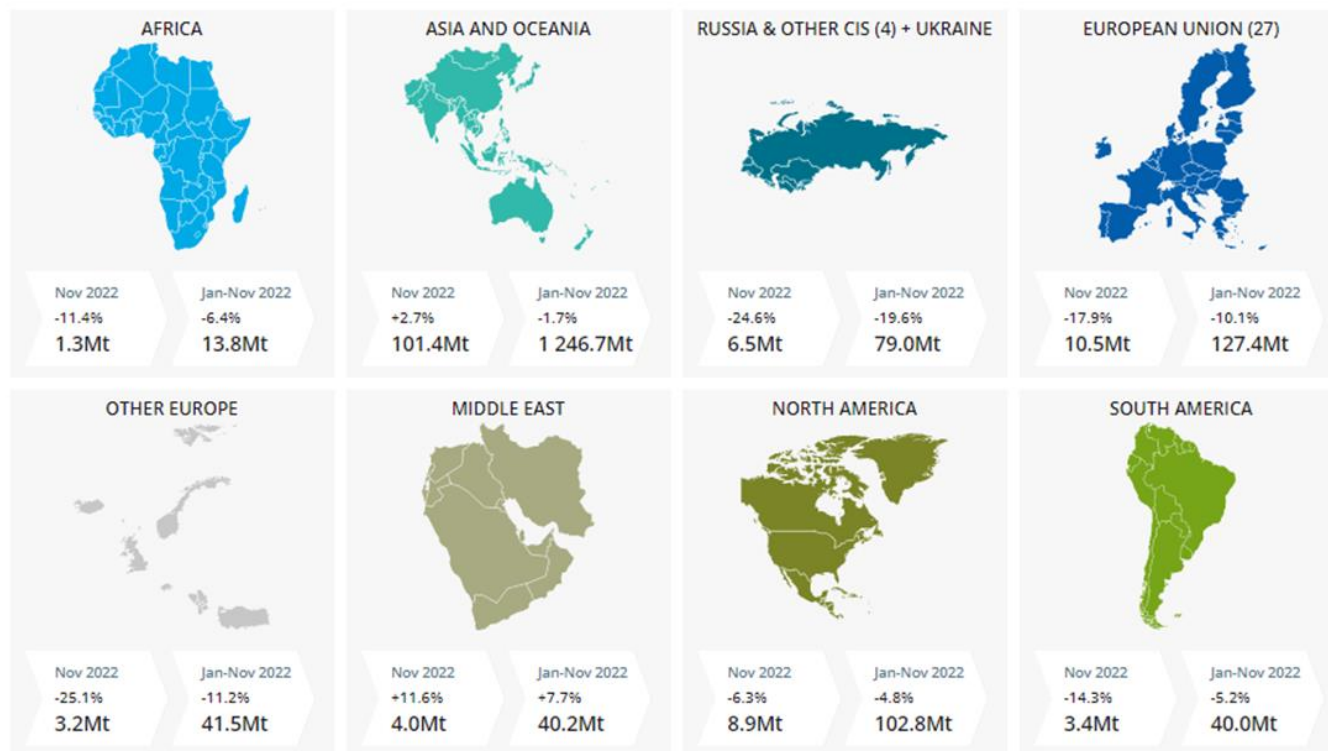 AFRICA
Nov 2022
-11.4%
1.3Mt
Jan-Nov 2022
-6.4%
13.8Mt
ASIA AND OCEANIA
Nov 2022
+2.7%
101.4Mt
Jan-Nov 2022
-1.7%
1 246.7Mt
RUSSIA & OTHER CIS (4) + UKRAINE
Nov 2022
-24.6%
6.5Mt
Jan-Nov 2022
-19.6%
79.0Mt
EUROPEAN UNION (27)
Nov 2022
-17.9%
10.5Mt
Jan-Nov 2022
-10.1%
127.4Mt
OTHER EUROPE
Nov 2022
-25.1%
3.2Mt
Jan-Nov 2022
-11.2%
41.5Mt
MIDDLE EAST
Nov 2022
+11.6%
4.0Mt
Jan-Nov 2022
+7.7%
40.2Mt
NORTH AMERICA
Nov 2022
-6.3%
8.9Mt
Jan-Nov 2022
-4.8%
102.8Mt
SOUTH AMERICA
Nov 2022
-14.3%
3.4Mt
Jan-Nov 2022
-5.2%
40.0Mt